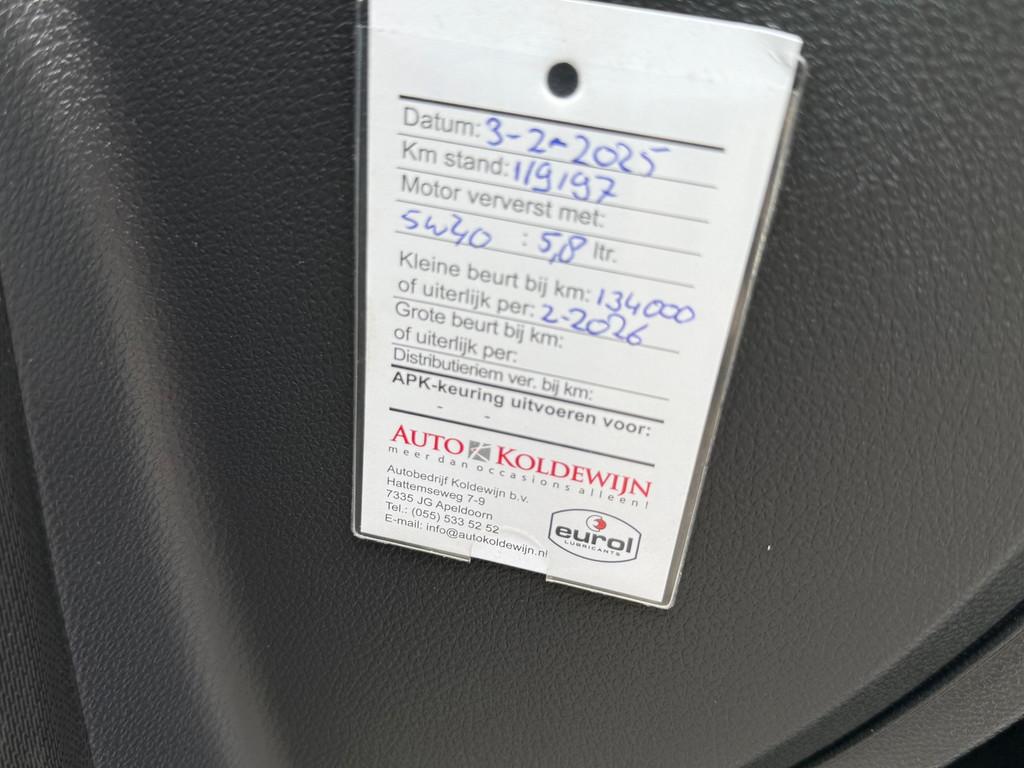 Datum: 3-2-2025
Km stand: 119197
Motor ververst met:
5W30 : 5,8 ltr.
Kleine beurt bij km: 134000
of uiterlijk per: 2-2026
Grote beurt bij km:
of uiterlijk per:
Distributieriem ver. bij km:
APK-keuring uitvoeren voor:
- -
AUTO KOLDEWIJN
meer dan occasions alleen!
Autobedrijf Koldewijn b.v.
Hattemseweg 7-9
7335 JG Apeldoorn
Tel.: (055) 533 52 52
E-mail: info@autokoldewijn.nl
eurol
LUBRICANTS